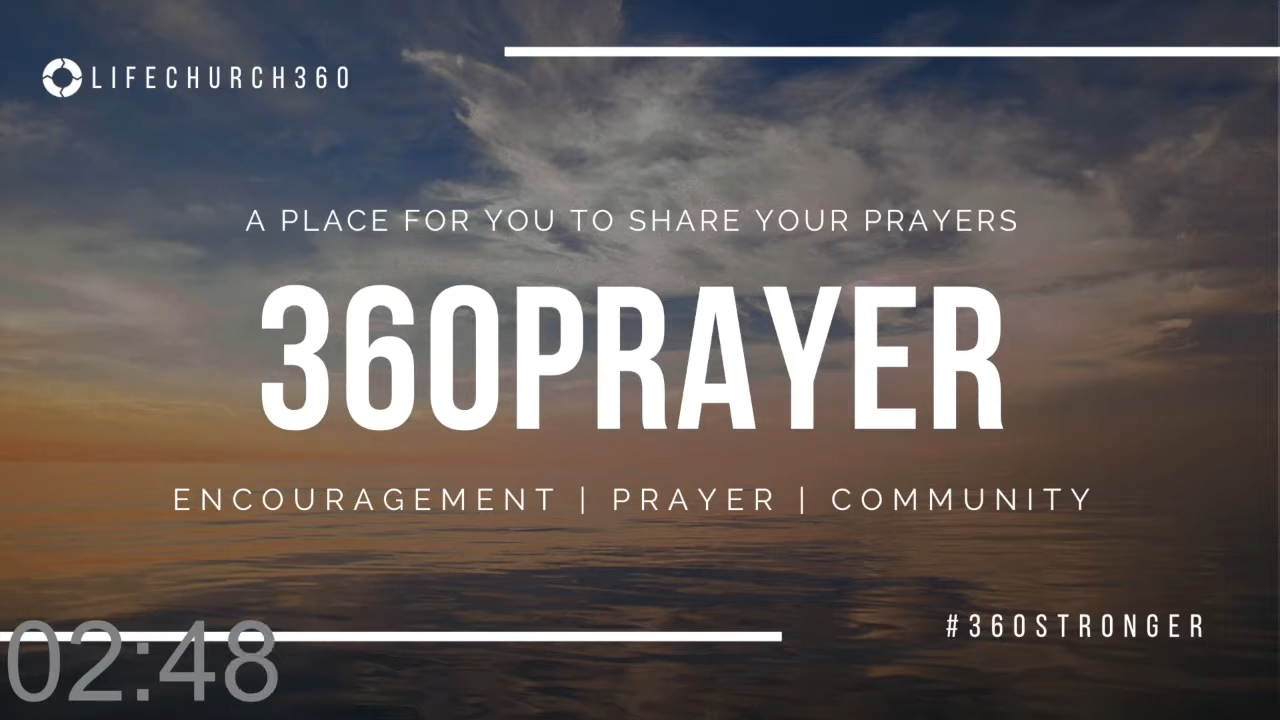 LIFECHURCH360
A PLACE FOR YOU TO SHARE YOUR PRAYERS
360PRAYER
ENCOURAGEMENT | PRAYER | COMMUNITY
#360STRONGER
02:48